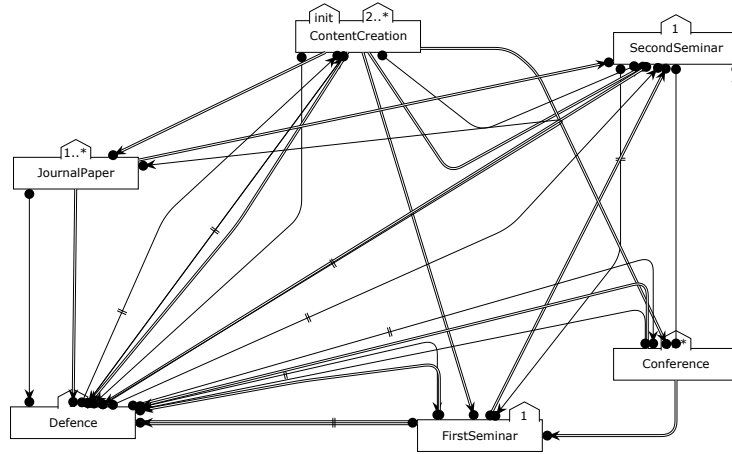 init
2..*
ContentCreation
1
SecondSeminar
1..*
JournalPaper
*
Conference
Defence
1
FirstSeminar